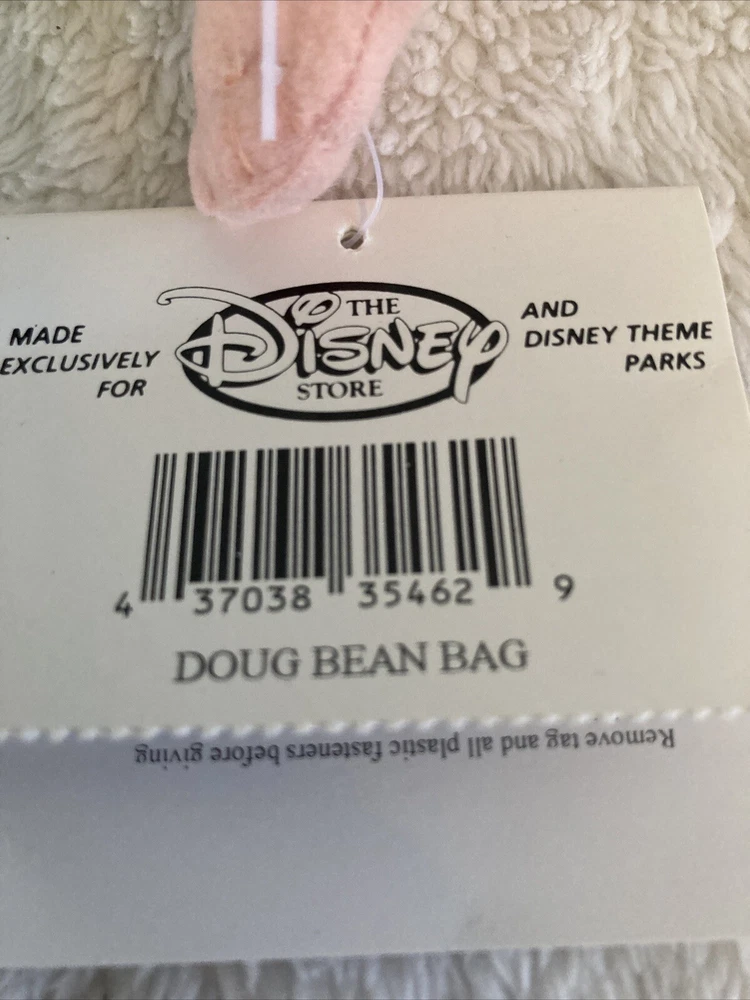 MADE
EXCLUSIVELY
FOR
THE
DISNEY
STORE
AND
DISNEY THEME
PARKS
4 37038 35462 9
DOUG BEAN BAG
Remove tag and all plastic fasteners before giving